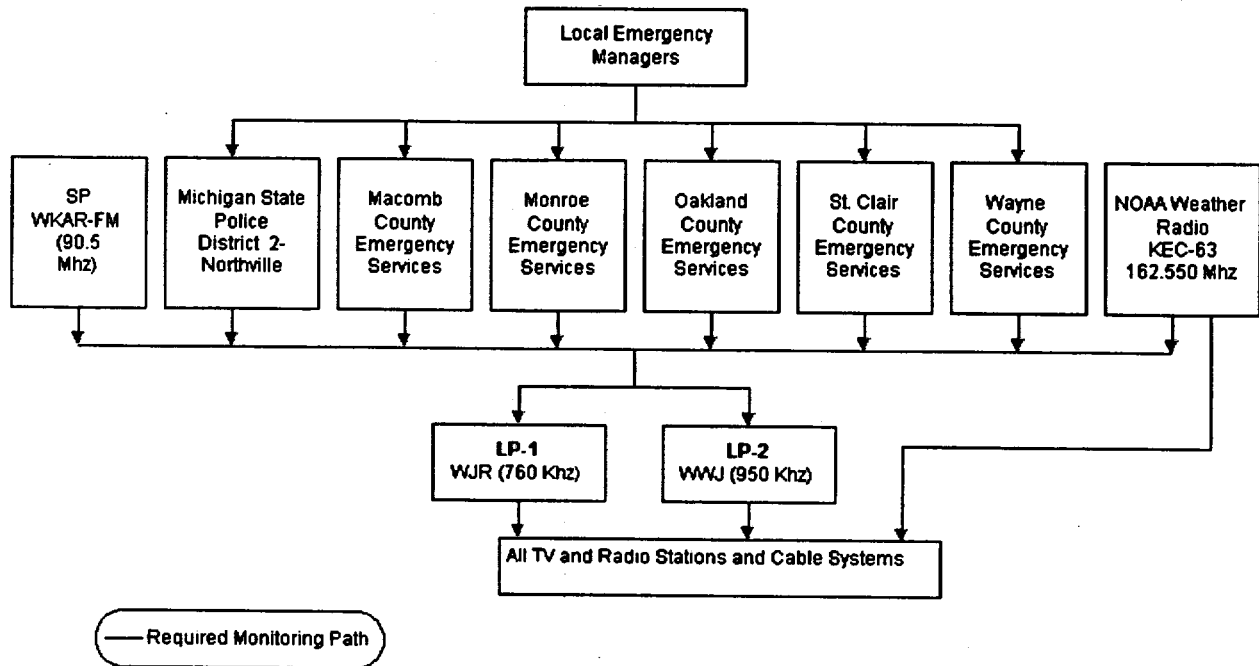 Local Emergency
Managers
SP
WKAR-FM
(90.5
Mhz)
Michigan State
Police
District 2-
Northville
Macomb
County
Emergency
Services
Monroe
County
Emergency
Services
Oakland
County
Emergency
Services
St. Clair
County
Emergency
Services
Wayne
County
Emergency
Services
NOAA Weather
Radio
KEC-63
162.550 Mhz
LP-1
WJR (760 Khz)
LP-2
WWJ (950 Khz)
All TV and Radio Stations and Cable Systems
Required Monitoring Path